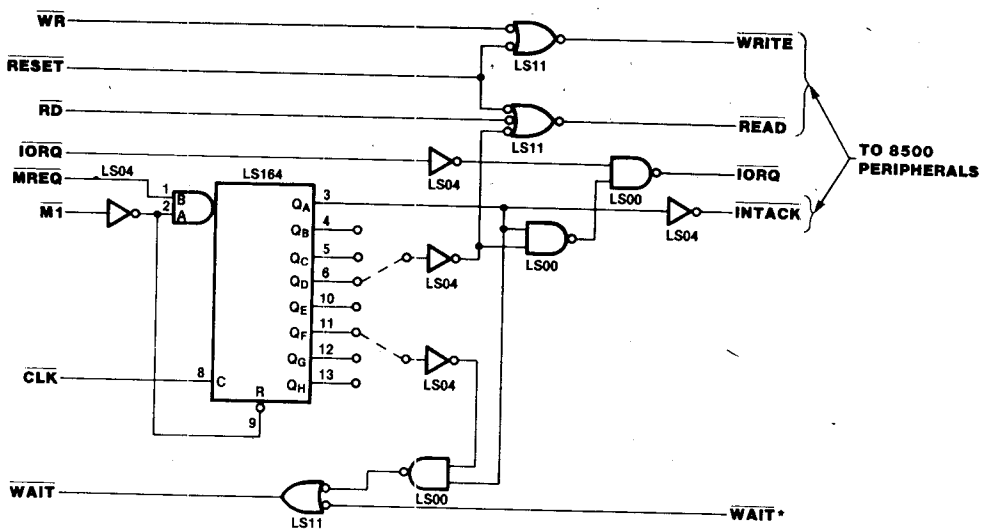 WR
LS11
WRITE
RESET
RD
LS11
READ
TO 8500
PERIPHERALS
IORQ
LS04
LS00
IORQ
MREQ
LS04
LS164
1
B
2
A
M1
QA
3
LS04
INTACK
QB
4
LS00
QC
5
QD
6
LS04
QE
10
QF
11
QG
12
LS04
QH
13
CLK
8
C
R
9
WAIT
LS11
LS00
WAIT*